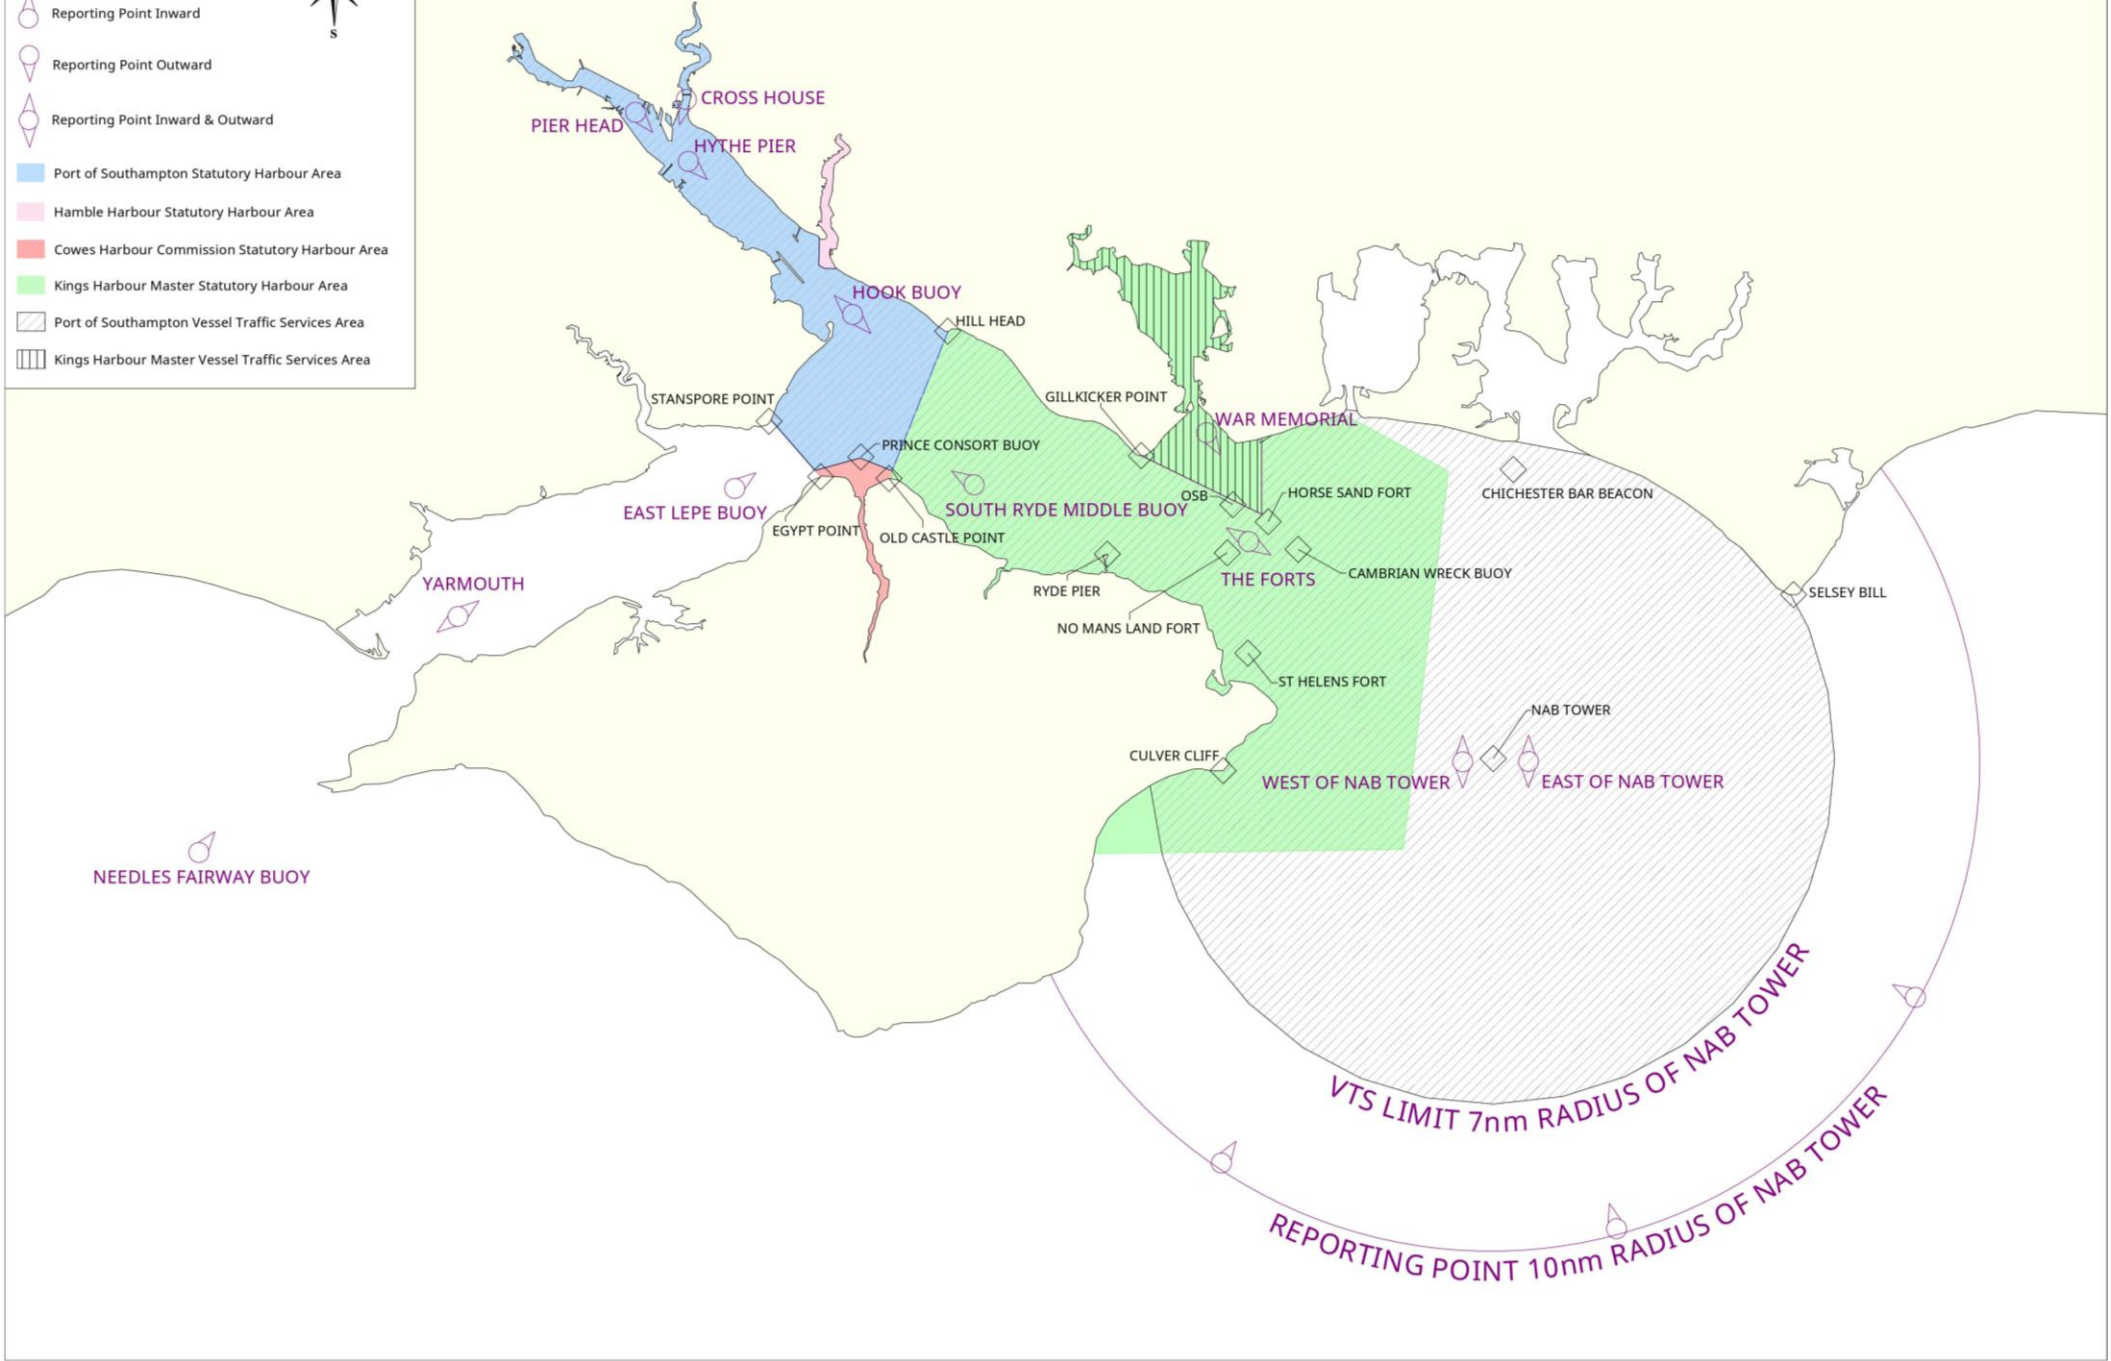 Reporting Point Inward
S
Reporting Point Outward
Reporting Point Inward & Outward
Port of Southampton Statutory Harbour Area
Hamble Harbour Statutory Harbour Area
Cowes Harbour Commission Statutory Harbour Area
Kings Harbour Master Statutory Harbour Area
Port of Southampton Vessel Traffic Services Area
Kings Harbour Master Vessel Traffic Services Area
CROSS HOUSE
PIER HEAD
HYTHE PIER
HOOK BUOY
HILL HEAD
STANSPORE POINT
GILLKICKER POINT
WAR MEMORIAL
PRINCE CONSORT BUOY
EAST LEPE BUOY
SOUTH RYDE MIDDLE BUOY
OSB
HORSE SAND FORT
CHICHESTER BAR BEACON
EGYPT POINT
OLD CASTLE POINT
YARMOUTH
RYDE PIER
THE FORTS
CAMBRIAN WRECK BUOY
SELSEY BILL
NO MANS LAND FORT
ST HELENS FORT
NAB TOWER
CULVER CLIFF
WEST OF NAB TOWER
EAST OF NAB TOWER
NEEDLES FAIRWAY BUOY
VTS LIMIT 7nm RADIUS OF NAB TOWER
REPORTING POINT 10nm RADIUS OF NAB TOWER